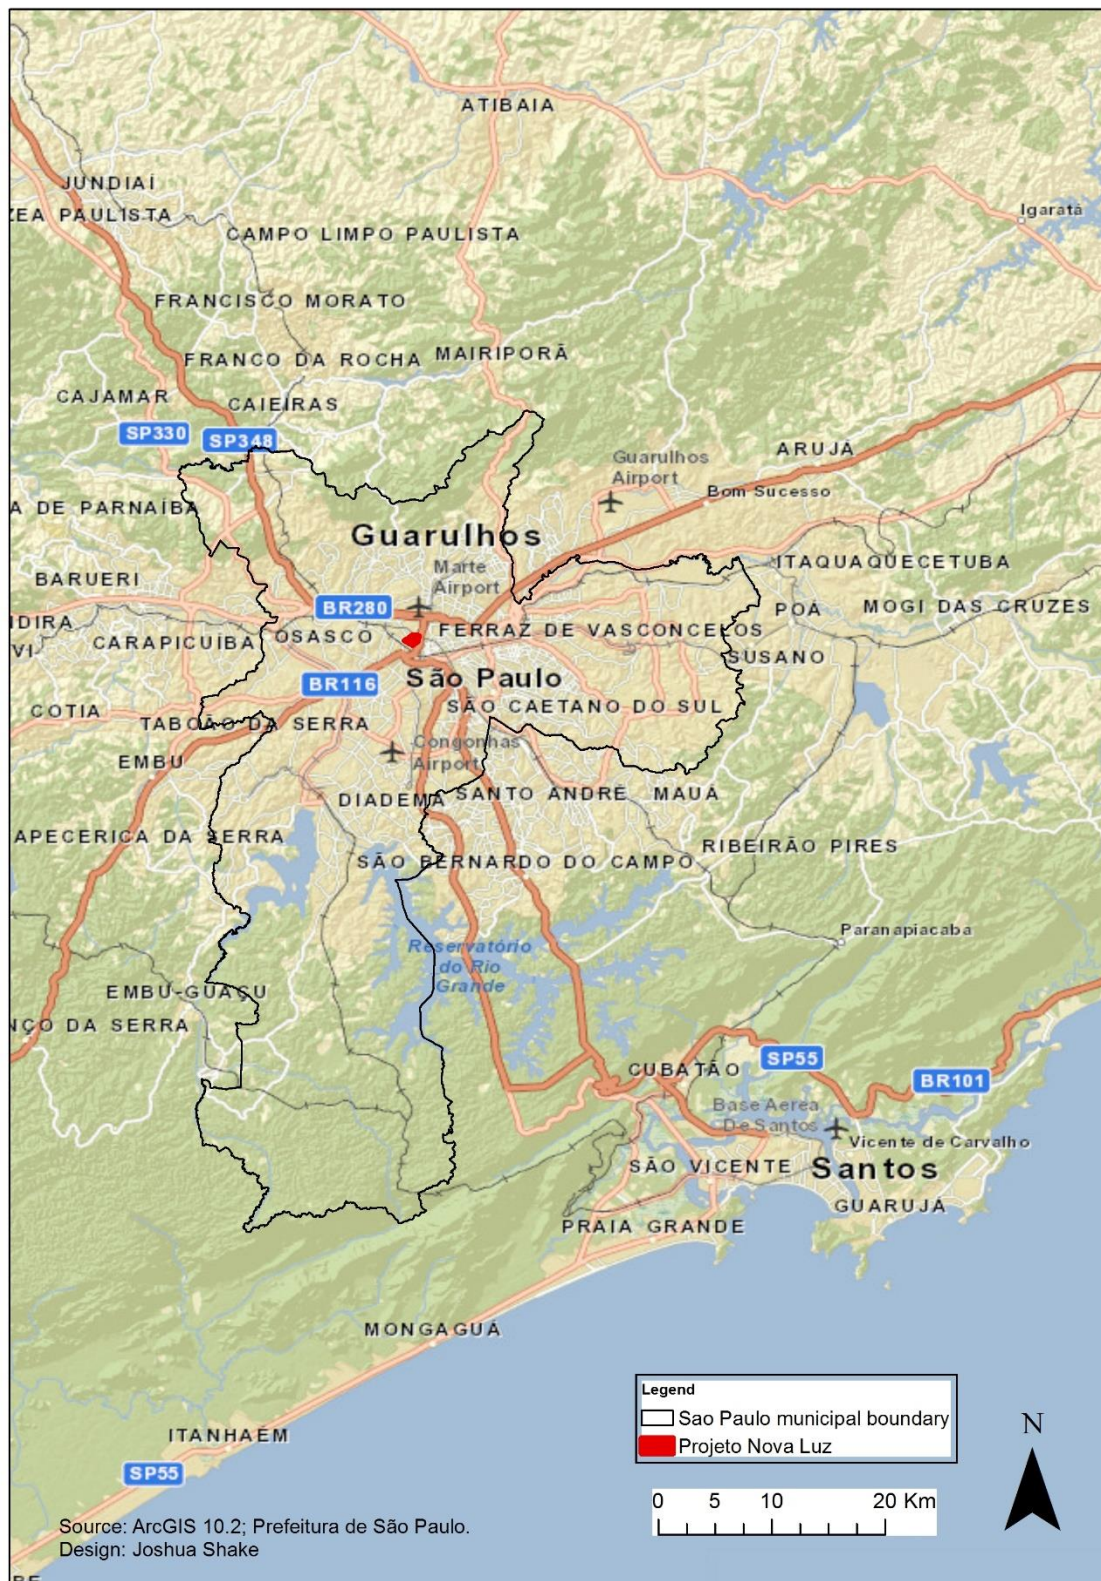 ATIBAIA
JUNDIAÍ
ZEA PAULISTA
Igaratá
CAMPO LIMPO PAULISTA
FRANCISCO MORATO
FRANCO DA ROCHA
MAIRIPORÃ
CAJAMAR
CAIEIRAS
SP330
SP348
ARUJÁ
Guarulhos
Airport
Bom Sucesso
A DE PARNAÍBA
Guarulhos
Marte
Airport
ITAQUAQUECETUBA
BARUERI
BR280
POÁ
MOGI DAS CRUZES
NDIRA
CARAPICUÍBA
OSASCO
FERRAZ DE VASCONCELOS
VI
SUSANO
São Paulo
BR116
COTIA
SÃO CAETANO DO SUL
TABOÃO DA SERRA
EMBU
Congonhas
Airport
DIADEMA
SANTO ANDRÉ
MAUÁ
APECERICA DA SERRA
RIBEIRÃO PIRES
SÃO BERNARDO DO CAMPO
Paranapiacaba
Reservatório
do Rio
Grande
EMBU-GUAÇU
NÇO DA SERRA
CUBATÃO
SP55
BR101
Base Aerea
De Santos
Vicente de Carvalho
SÃO VICENTE
Santos
GUARUJÁ
PRAIA GRANDE
MONGAGUÁ
ITANHAÉM
SP55
Legend
Sao Paulo municipal boundary
Projeto Nova Luz
N
0 5 10 20 Km
Source: ArcGIS 10.2; Prefeitura de São Paulo.
Design: Joshua Shake